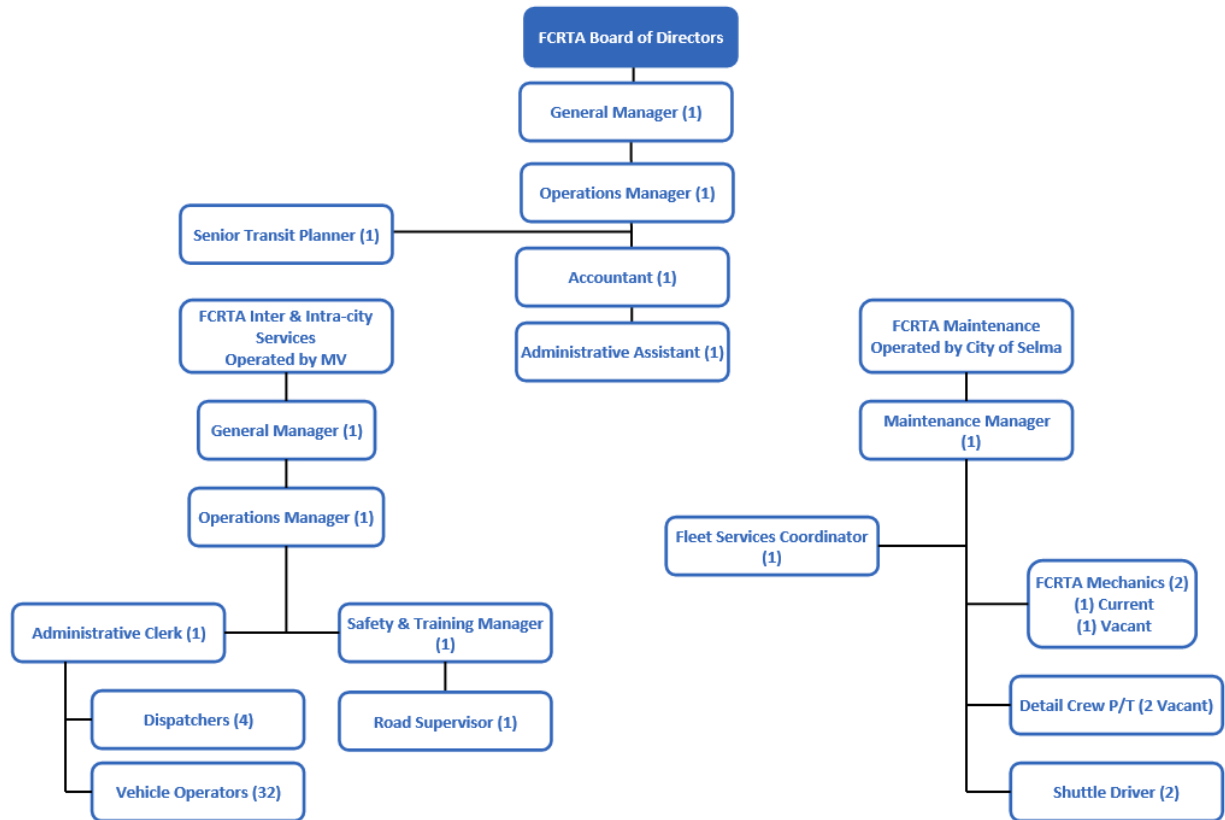 FCRTA Board of Directors
General Manager (1)
Operations Manager (1)
Senior Transit Planner (1)
Accountant (1)
Administrative Assistant (1)
FCRTA Inter & Intra-city
Services
Operated by MV
General Manager (1)
Operations Manager (1)
Administrative Clerk (1)
Safety & Training Manager
(1)
Dispatchers (4)
Road Supervisor (1)
Vehicle Operators (32)
FCRTA Maintenance
Operated by City of Selma
Maintenance Manager
(1)
Fleet Services Coordinator
(1)
FCRTA Mechanics (2)
(1) Current
(1) Vacant
Detail Crew P/T (2 Vacant)
Shuttle Driver (2)